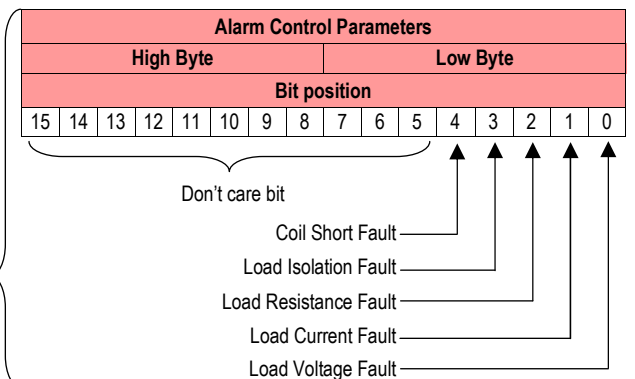 Alarm Control Parameters
High Byte Low Byte
Bit position
15 14 13 12 11 10 9 8 7 6 5 4 3 2 1 0
Don't care bit
Coil Short Fault
Load Isolation Fault
Load Resistance Fault
Load Current Fault
Load Voltage Fault